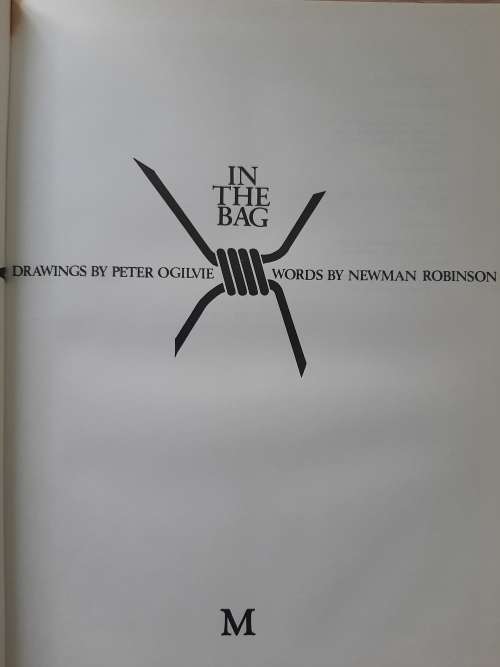 IN
THE
BAG
DRAWINGS BY PETER OGILVIE WORDS BY NEWMAN ROBINSON
M